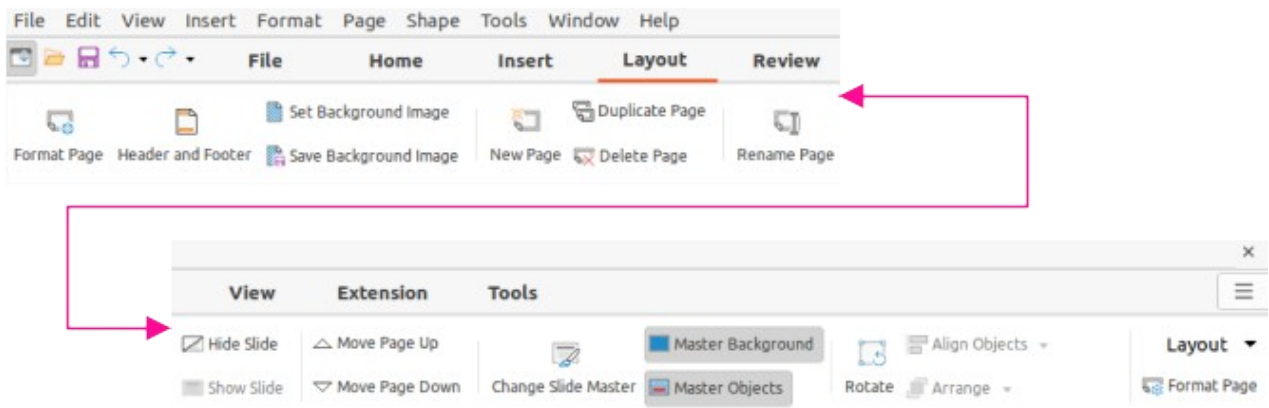 File Edit View Insert Format Page Shape Tools Window Help
File Home Insert Layout Review
Set Background Image Duplicate Page
Format Page Header and Footer Save Background Image New Page Delete Page Rename Page
View Extension Tools
Hide Slide Move Page Up Master Background Align Objects Layout
Show Slide Move Page Down Change Slide Master Master Objects Rotate Arrange Format Page